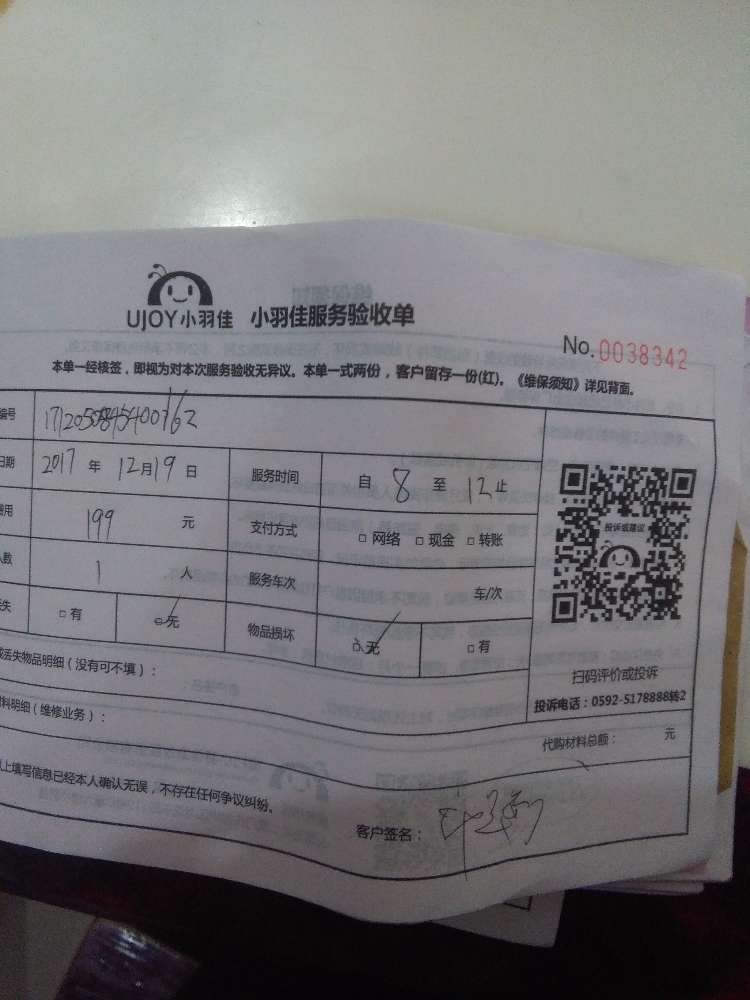 UJOY小羽佳 小羽佳服务验收单
No. 0038342
本单一经核签，即视为对本次服务验收无异议。本单一式两份，客户留存一份(红)。《维保须知》详见背面。
编号
日期 2017 年 12月19日 服务时间 自 8 至 12止
费用 199 元 支付方式 □ 网络 □ 现金 □ 转账
人数 1 人 服务车次 车/次
丢失 □ 有 □ 无 物品损坏 □ 无 □ 有
投诉或建议
扫码评价或投诉
投诉电话：0592-5178888转2
丢失物品明细（没有可不填）：
材料明细（维修业务）： 代购材料总额： 元
以上填写信息已经本人确认无误，不存在任何争议纠纷。
客户签名：